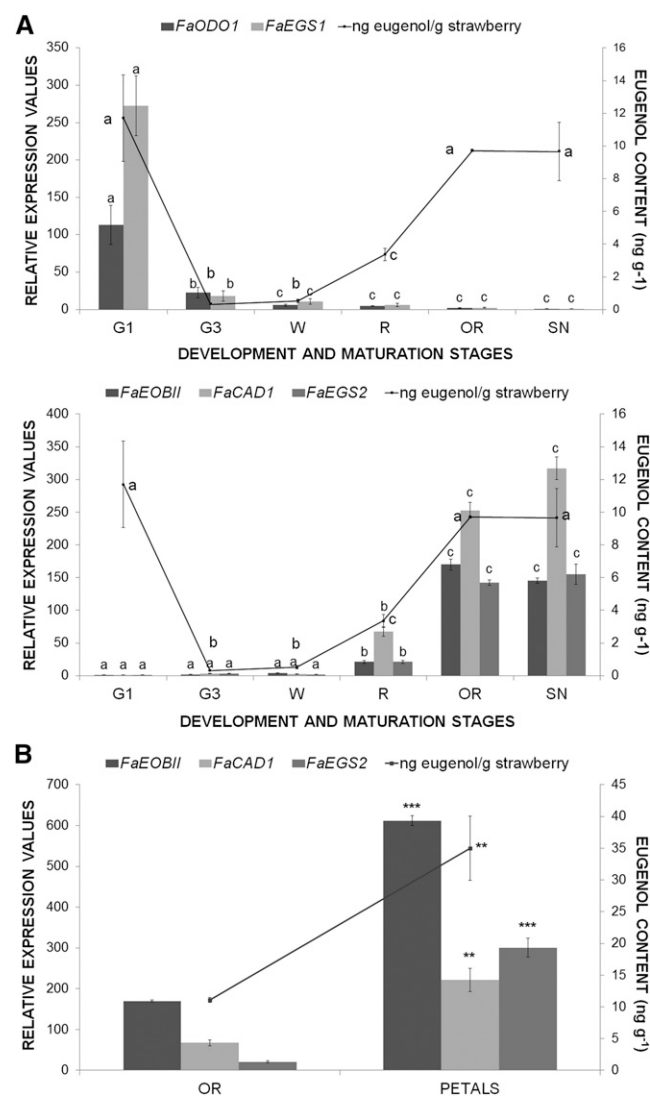 A
FaODO1 FaEGS1 ng eugenol/g strawberry
RELATIVE EXPRESSION VALUES
350
300
250
200
150
100
50
0
a a a
b b b
c b c
c c c
a c c
a c c
G1 G3 W R OR SN
DEVELOPMENT AND MATURATION STAGES
16
14
12
10
8
6
4
2
0
EUGENOL CONTENT (ng g-1)
FaEOBII FaCAD1 FaEGS2 ng eugenol/g strawberry
RELATIVE EXPRESSION VALUES
400
350
300
250
200
150
100
50
0
a a a a
b a a a
b a a a
b b c b
c c a c
c c a c
G1 G3 W R OR SN
DEVELOPMENT AND MATURATION STAGES
16
14
12
10
8
6
4
2
0
EUGENOL CONTENT (ng g-1)
B
FaEOBII FaCAD1 FaEGS2 ng eugenol/g strawberry
RELATIVE EXPRESSION VALUES
700
600
500
400
300
200
100
0
***
**
**
***
OR PETALS
45
40
35
30
25
20
15
10
5
0
EUGENOL CONTENT (ng g-1)